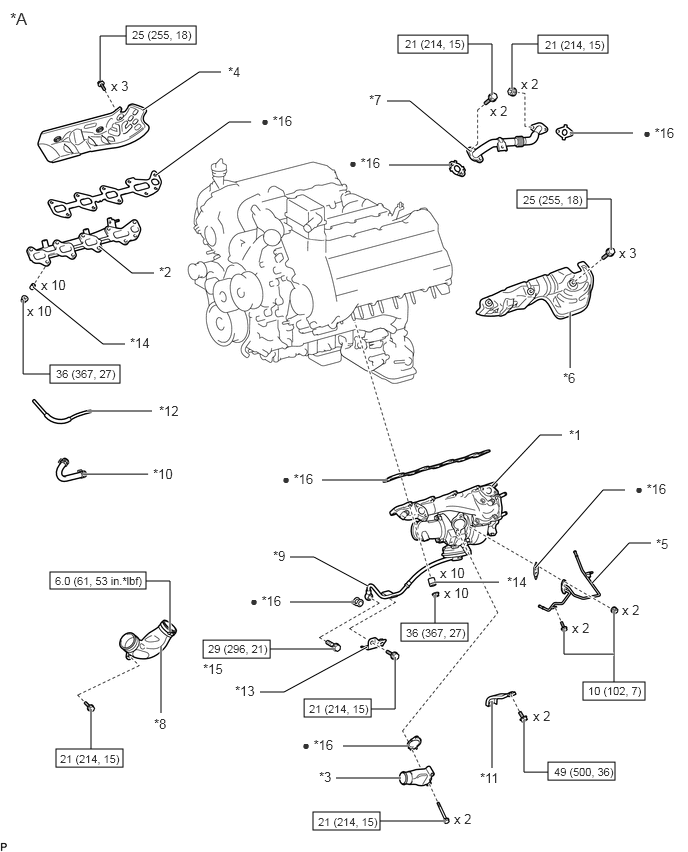 *A
25 (255, 18)
x 3
*4
21 (214, 15)
21 (214, 15)
x 2
x 2
*7
● *16
● *16
● *16
25 (255, 18)
x 3
*2
x 10
x 10
*14
36 (367, 27)
*6
*12
*10
*1
● *16
● *16
*5
*9
x 10
*14
x 10
● *16
x 2
x 2
36 (367, 27)
6.0 (61, 53 in.*lbf)
29 (296, 21)
*15
*13
10 (102, 7)
21 (214, 15)
*8
x 2
● *16
21 (214, 15)
*3
*11
49 (500, 36)
21 (214, 15)
x 2
P